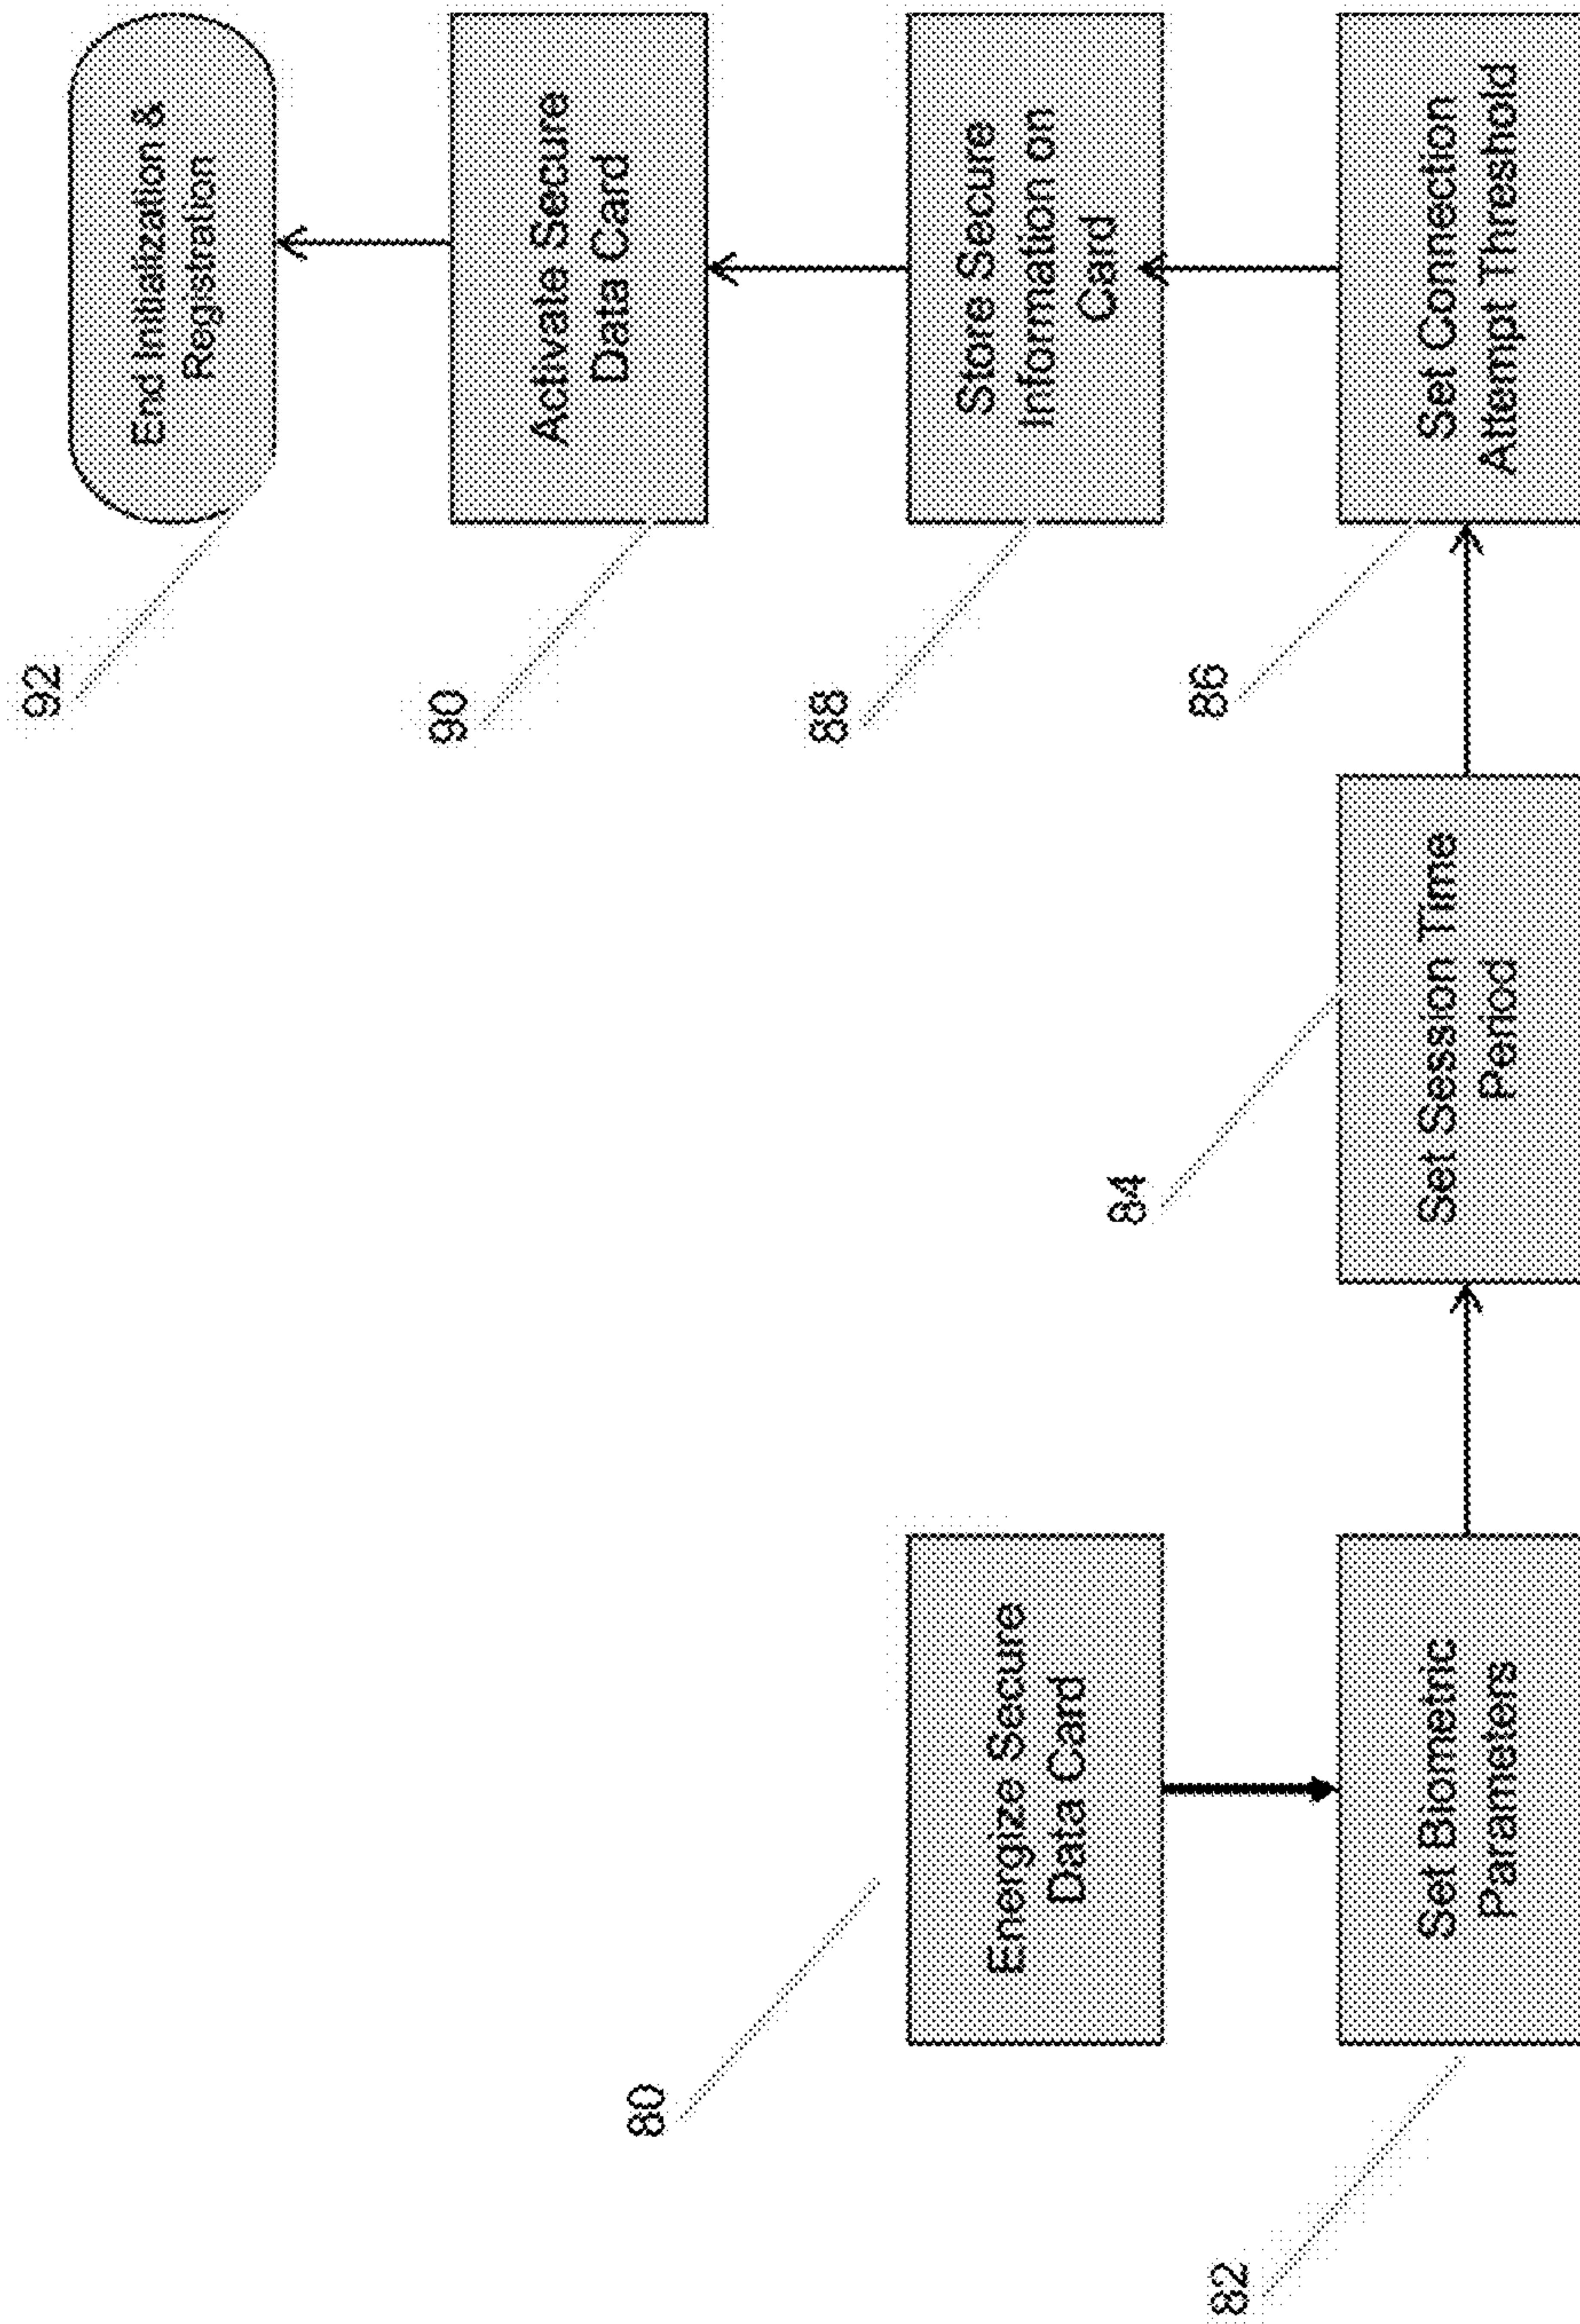 80
Energize Secure
Data Card
82
Set Biometric
Parameters
84
Set Session Time
Period
86
Set Connection
Attempt Threshold
88
Store Secure
Information on
Card
90
Activate Secure
Data Card
92
End Initialization &
Registration